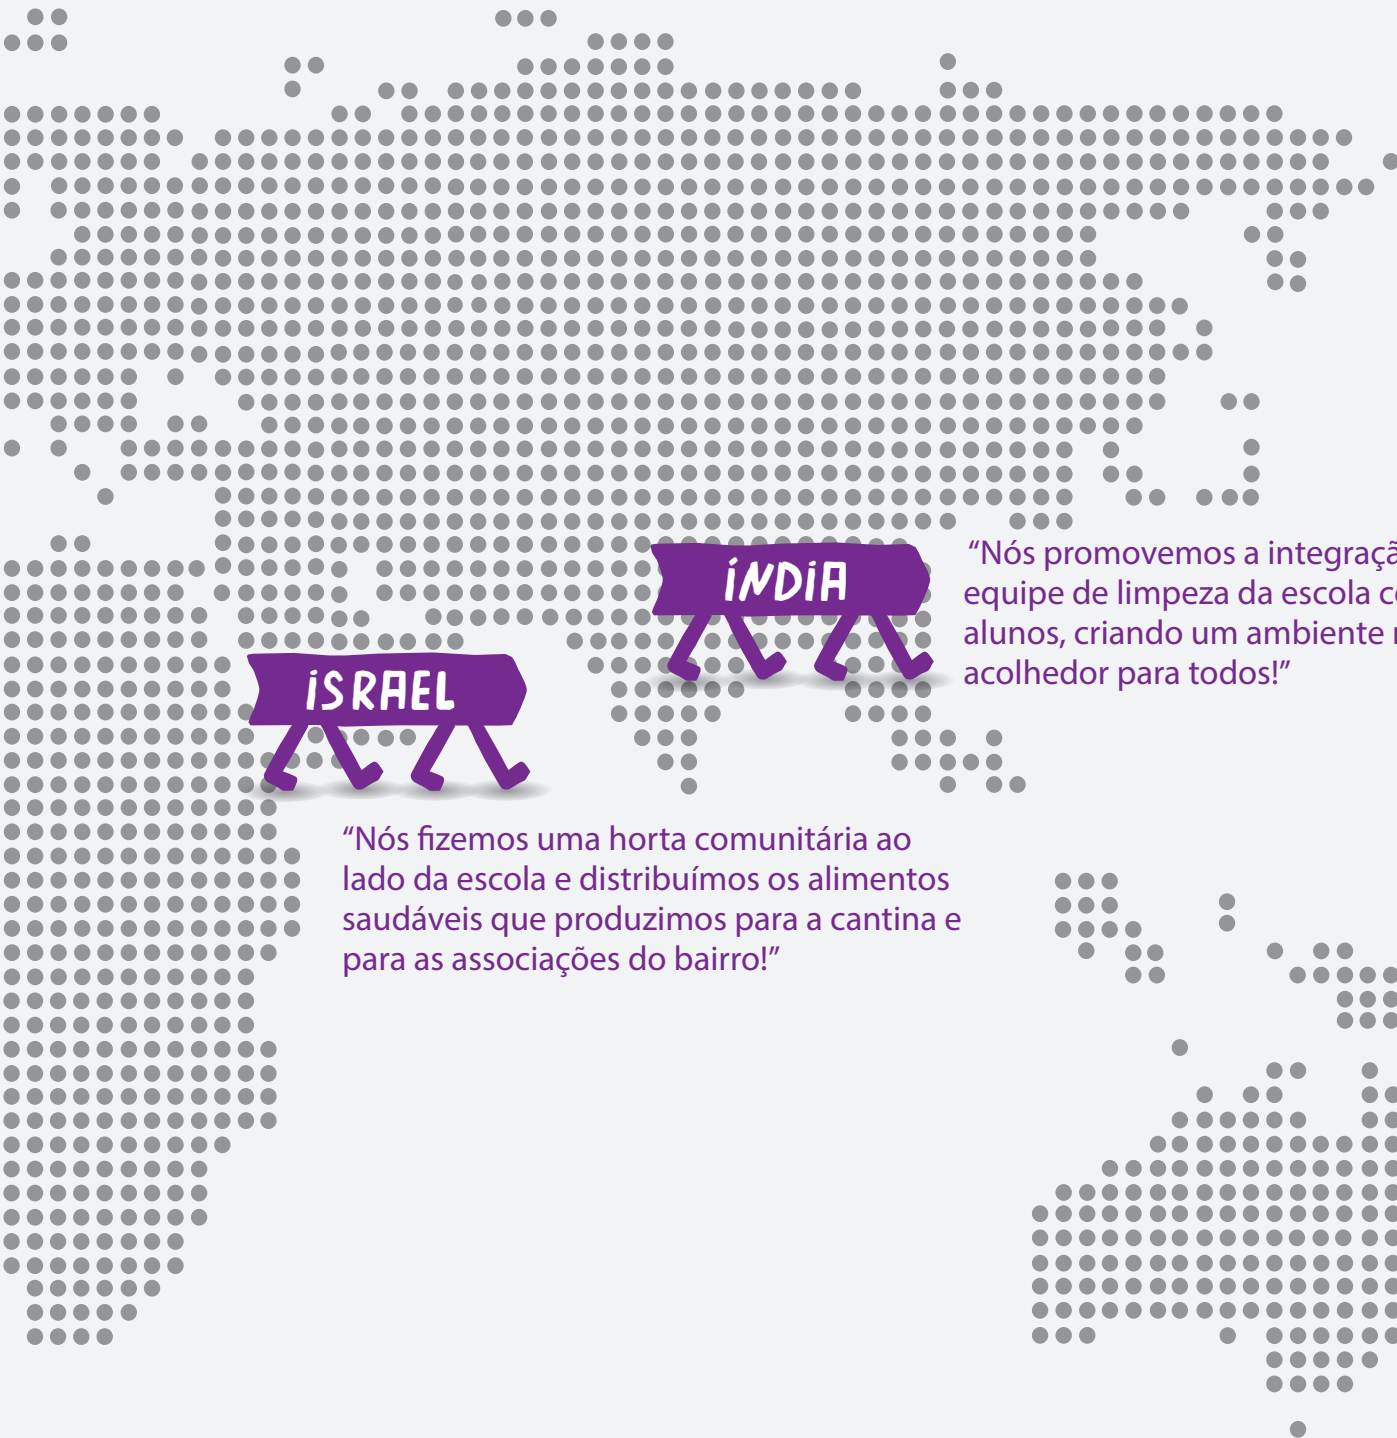 ÍNDIA
“Nós promovemos a integração
equipe de limpeza da escola
alunos, criando um ambiente
acolhedor para todos!”
ISRAEL
“Nós fizemos uma horta comunitária ao
lado da escola e distribuímos os alimentos
saudáveis que produzimos para a cantina e
para as associações do bairro!”